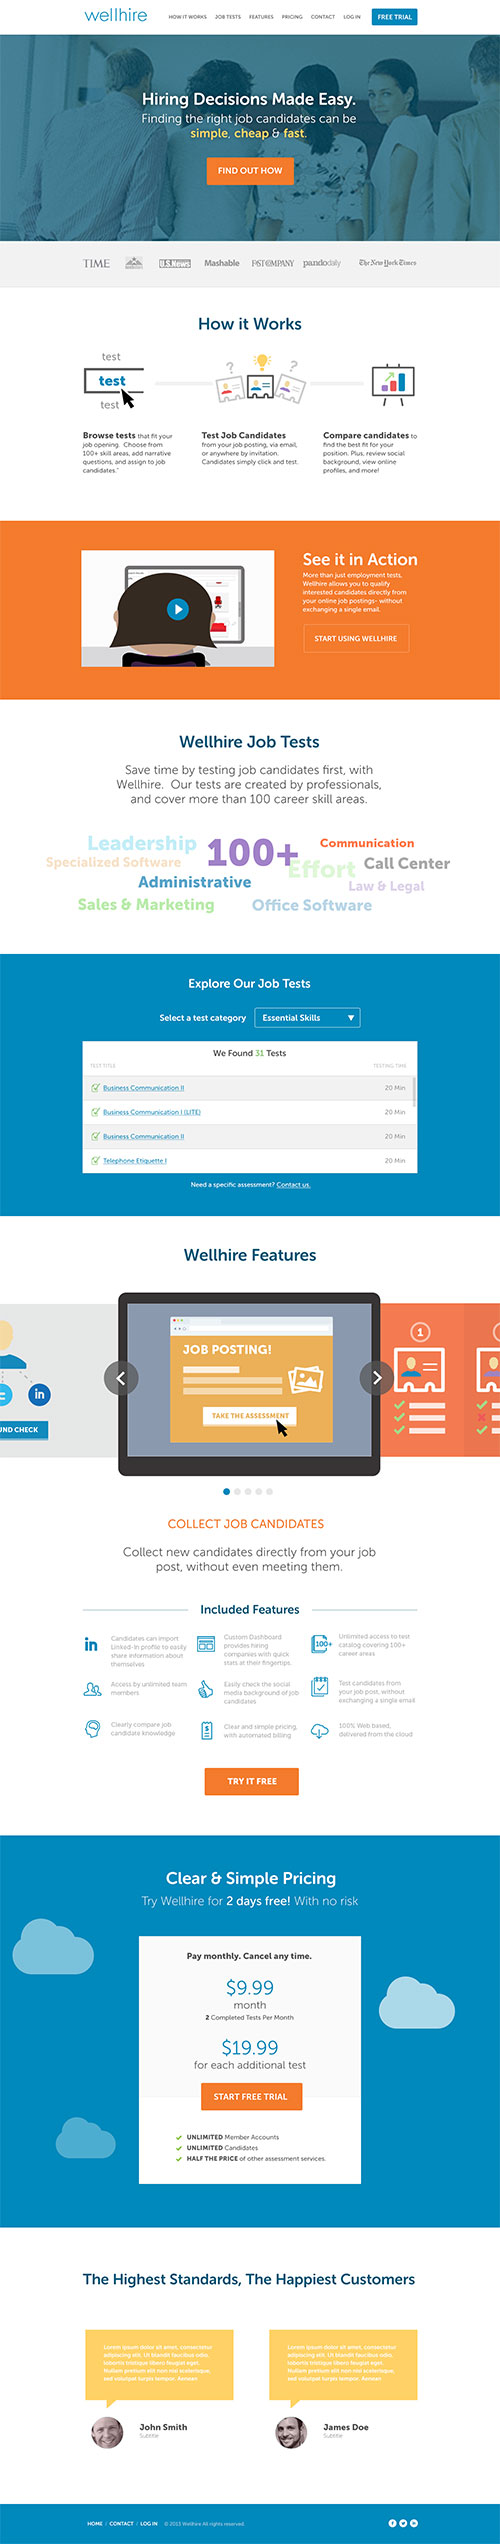 wellhire
HOW IT WORKS JOB TESTS FEATURES PRICING CONTACT LOG IN FREE TRIAL
Hiring Decisions Made Easy.
Finding the right job candidates can be
simple, cheap & fast.
FIND OUT HOW
TIME U.S.News Mashable FAST COMPANY pandodaily The New York Times
How it Works
test
test
test
? ?
Browse tests that fit your
job opening. Choose from
100+ skill areas, add narrative
questions, and assign to job
candidates."
Test Job Candidates
from your job posting, via email,
or anywhere by invitation.
Candidates simply click and test.
Compare candidates to
find the best fit for your
position. Plus, review social
background, view online
profiles, and more!
See it in Action
More than just employment tests,
Wellhire allows you to qualify
interested candidates directly from
your online job postings- without
exchanging a single email.
START USING WELLHIRE
Wellhire Job Tests
Save time by testing job candidates first, with
Wellhire. Our tests are created by professionals,
and cover more than 100 career skill areas.
Leadership
100+
Communication
Specialized Software
Effort
Call Center
Administrative
Law & Legal
Sales & Marketing
Office Software
Explore Our Job Tests
Select a test category Essential Skills
We Found 31 Tests
TEST TITLE TESTING TIME
Business Communication II 20 Min
Business Communication I (LITE) 20 Min
Business Communication II 20 Min
Telephone Etiquette I 20 Min
Need a specific assessment? Contact us.
Wellhire Features
in
UND CHECK
JOB POSTING!
TAKE THE ASSESSMENT
1
COLLECT JOB CANDIDATES
Collect new candidates directly from your job
post, without even meeting them.
Included Features
in
Candidates can import
Linked-In profile to easily
share information about
themselves
Custom Dashboard
provides hiring
companies with quick
stats at their fingertips.
100+
Unlimited access to test
catalog covering 100+
career areas
Access by unlimited team
members
Easily check the social
media background of job
candidates
Test candidates from
your job post, without
exchanging a single email
Clearly compare job
candidate knowledge
$
Clear and simple pricing,
with automated billing
100% Web based,
delivered from the cloud
TRY IT FREE
Clear & Simple Pricing
Try Wellhire for 2 days free! With no risk
Pay monthly. Cancel any time.
$9.99
month
2 Completed Tests Per Month
$19.99
for each additional test
START FREE TRIAL
UNLIMITED Member Accounts
UNLIMITED Candidates
HALF THE PRICE of other assessment services.
The Highest Standards, The Happiest Customers
Lorem ipsum dolor sit amet, consectetur
adipiscing elit. Ut blandit faucibus odio,
lobortis tristique libero euismod eget.
Nullam pretium elit non nisl scelerisque,
sed volutpat turpis tempus. Aenean
John Smith
Subtitle
Lorem ipsum dolor sit amet, consectetur
adipiscing elit. Ut blandit faucibus odio,
lobortis tristique libero euismod eget.
Nullam pretium elit non nisl scelerisque,
sed volutpat turpis tempus. Aenean
James Doe
Subtitle
HOME / CONTACT / LOG IN © 2013 Wellhire All rights reserved.